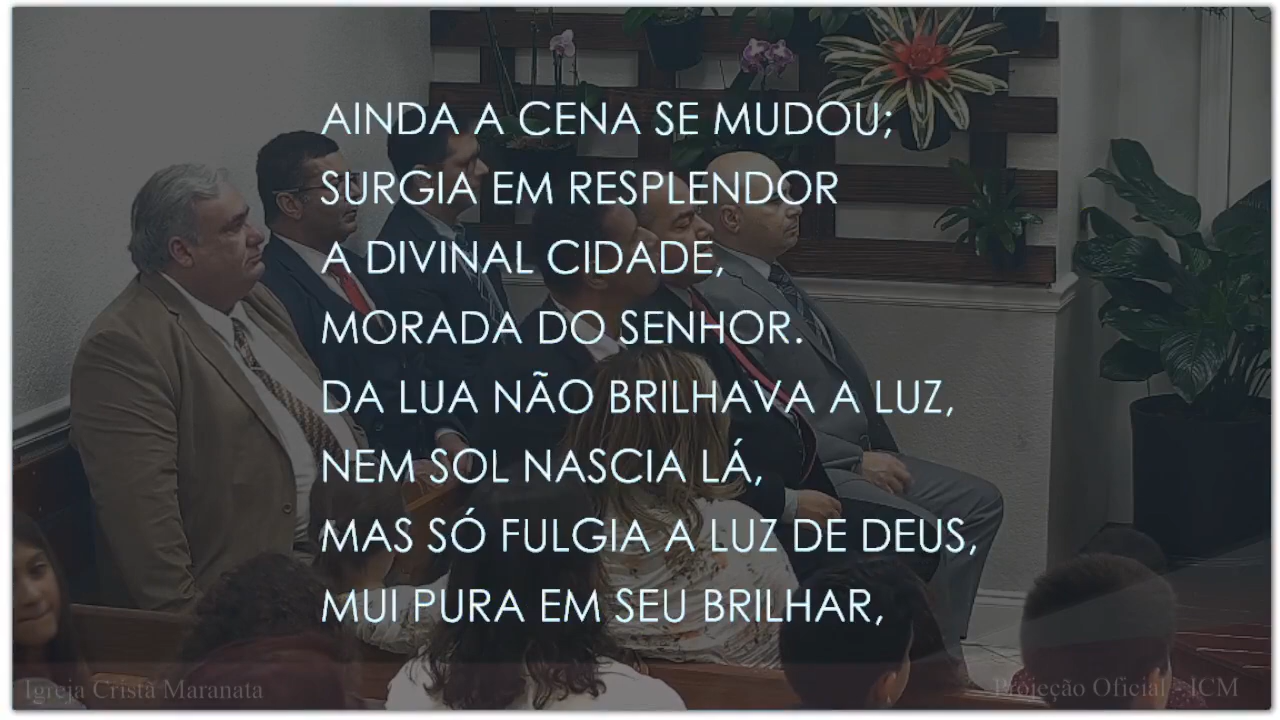 AINDA A CENA SE MUDOU;
SURGIA EM RESPLENDOR
A DIVINAL CIDADE,
MORADA DO SENHOR.
DA LUA NÃO BRILHAVA A LUZ,
NEM SOL NASCIA LÁ,
MAS SÓ FULGIA A LUZ DE DEUS,
MUI PURA EM SEU BRILHAR,
Igreja Cristã Maranata
Projeção Oficial - ICM